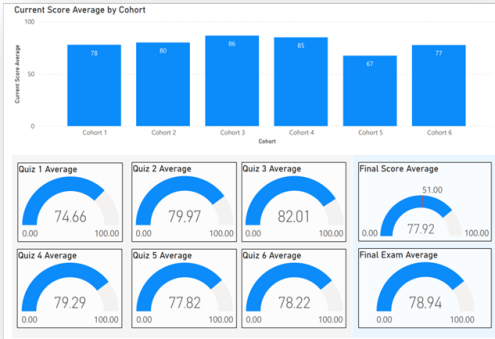 Current Score Average by Cohort
100
50
0
Current Score Average
78
80
86
85
67
77
Cohort 1
Cohort 2
Cohort 3
Cohort 4
Cohort 5
Cohort 6
Cohort
Quiz 1 Average
74.66
0.00
100.00
Quiz 2 Average
79.97
0.00
100.00
Quiz 3 Average
82.01
0.00
100.00
Final Score Average
51.00
77.92
0.00
100.00
Quiz 4 Average
79.29
0.00
100.00
Quiz 5 Average
77.82
0.00
100.00
Quiz 6 Average
78.22
0.00
100.00
Final Exam Average
78.94
0.00
100.00